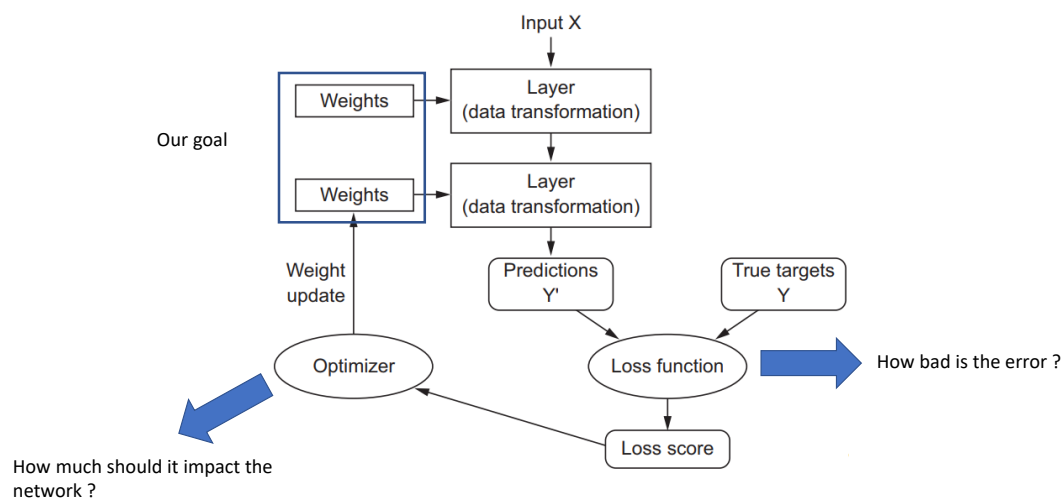 Input X
Weights
Layer
(data transformation)
Our goal
Weights
Layer
(data transformation)
Weight
update
Predictions
Y'
True targets
Y
Optimizer
Loss function
How bad is the error ?
Loss score
How much should it impact the
network ?